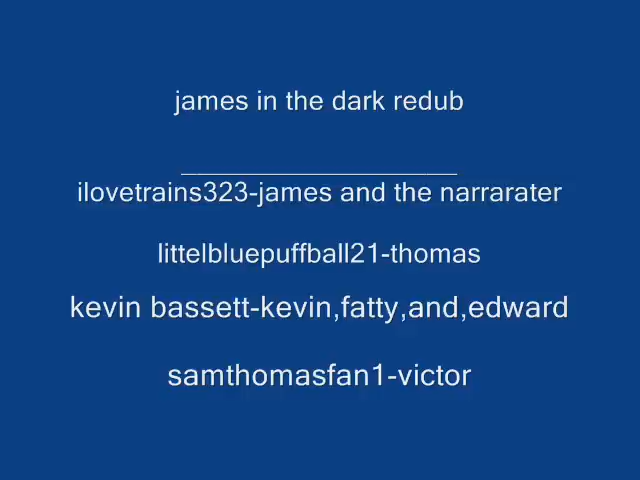 james in the dark redub
____________________
ilovetrains323-james and the narrarater
littelbluepuffball21-thomas
kevin bassett-kevin,fatty,and,edward
samthomasfan1-victor